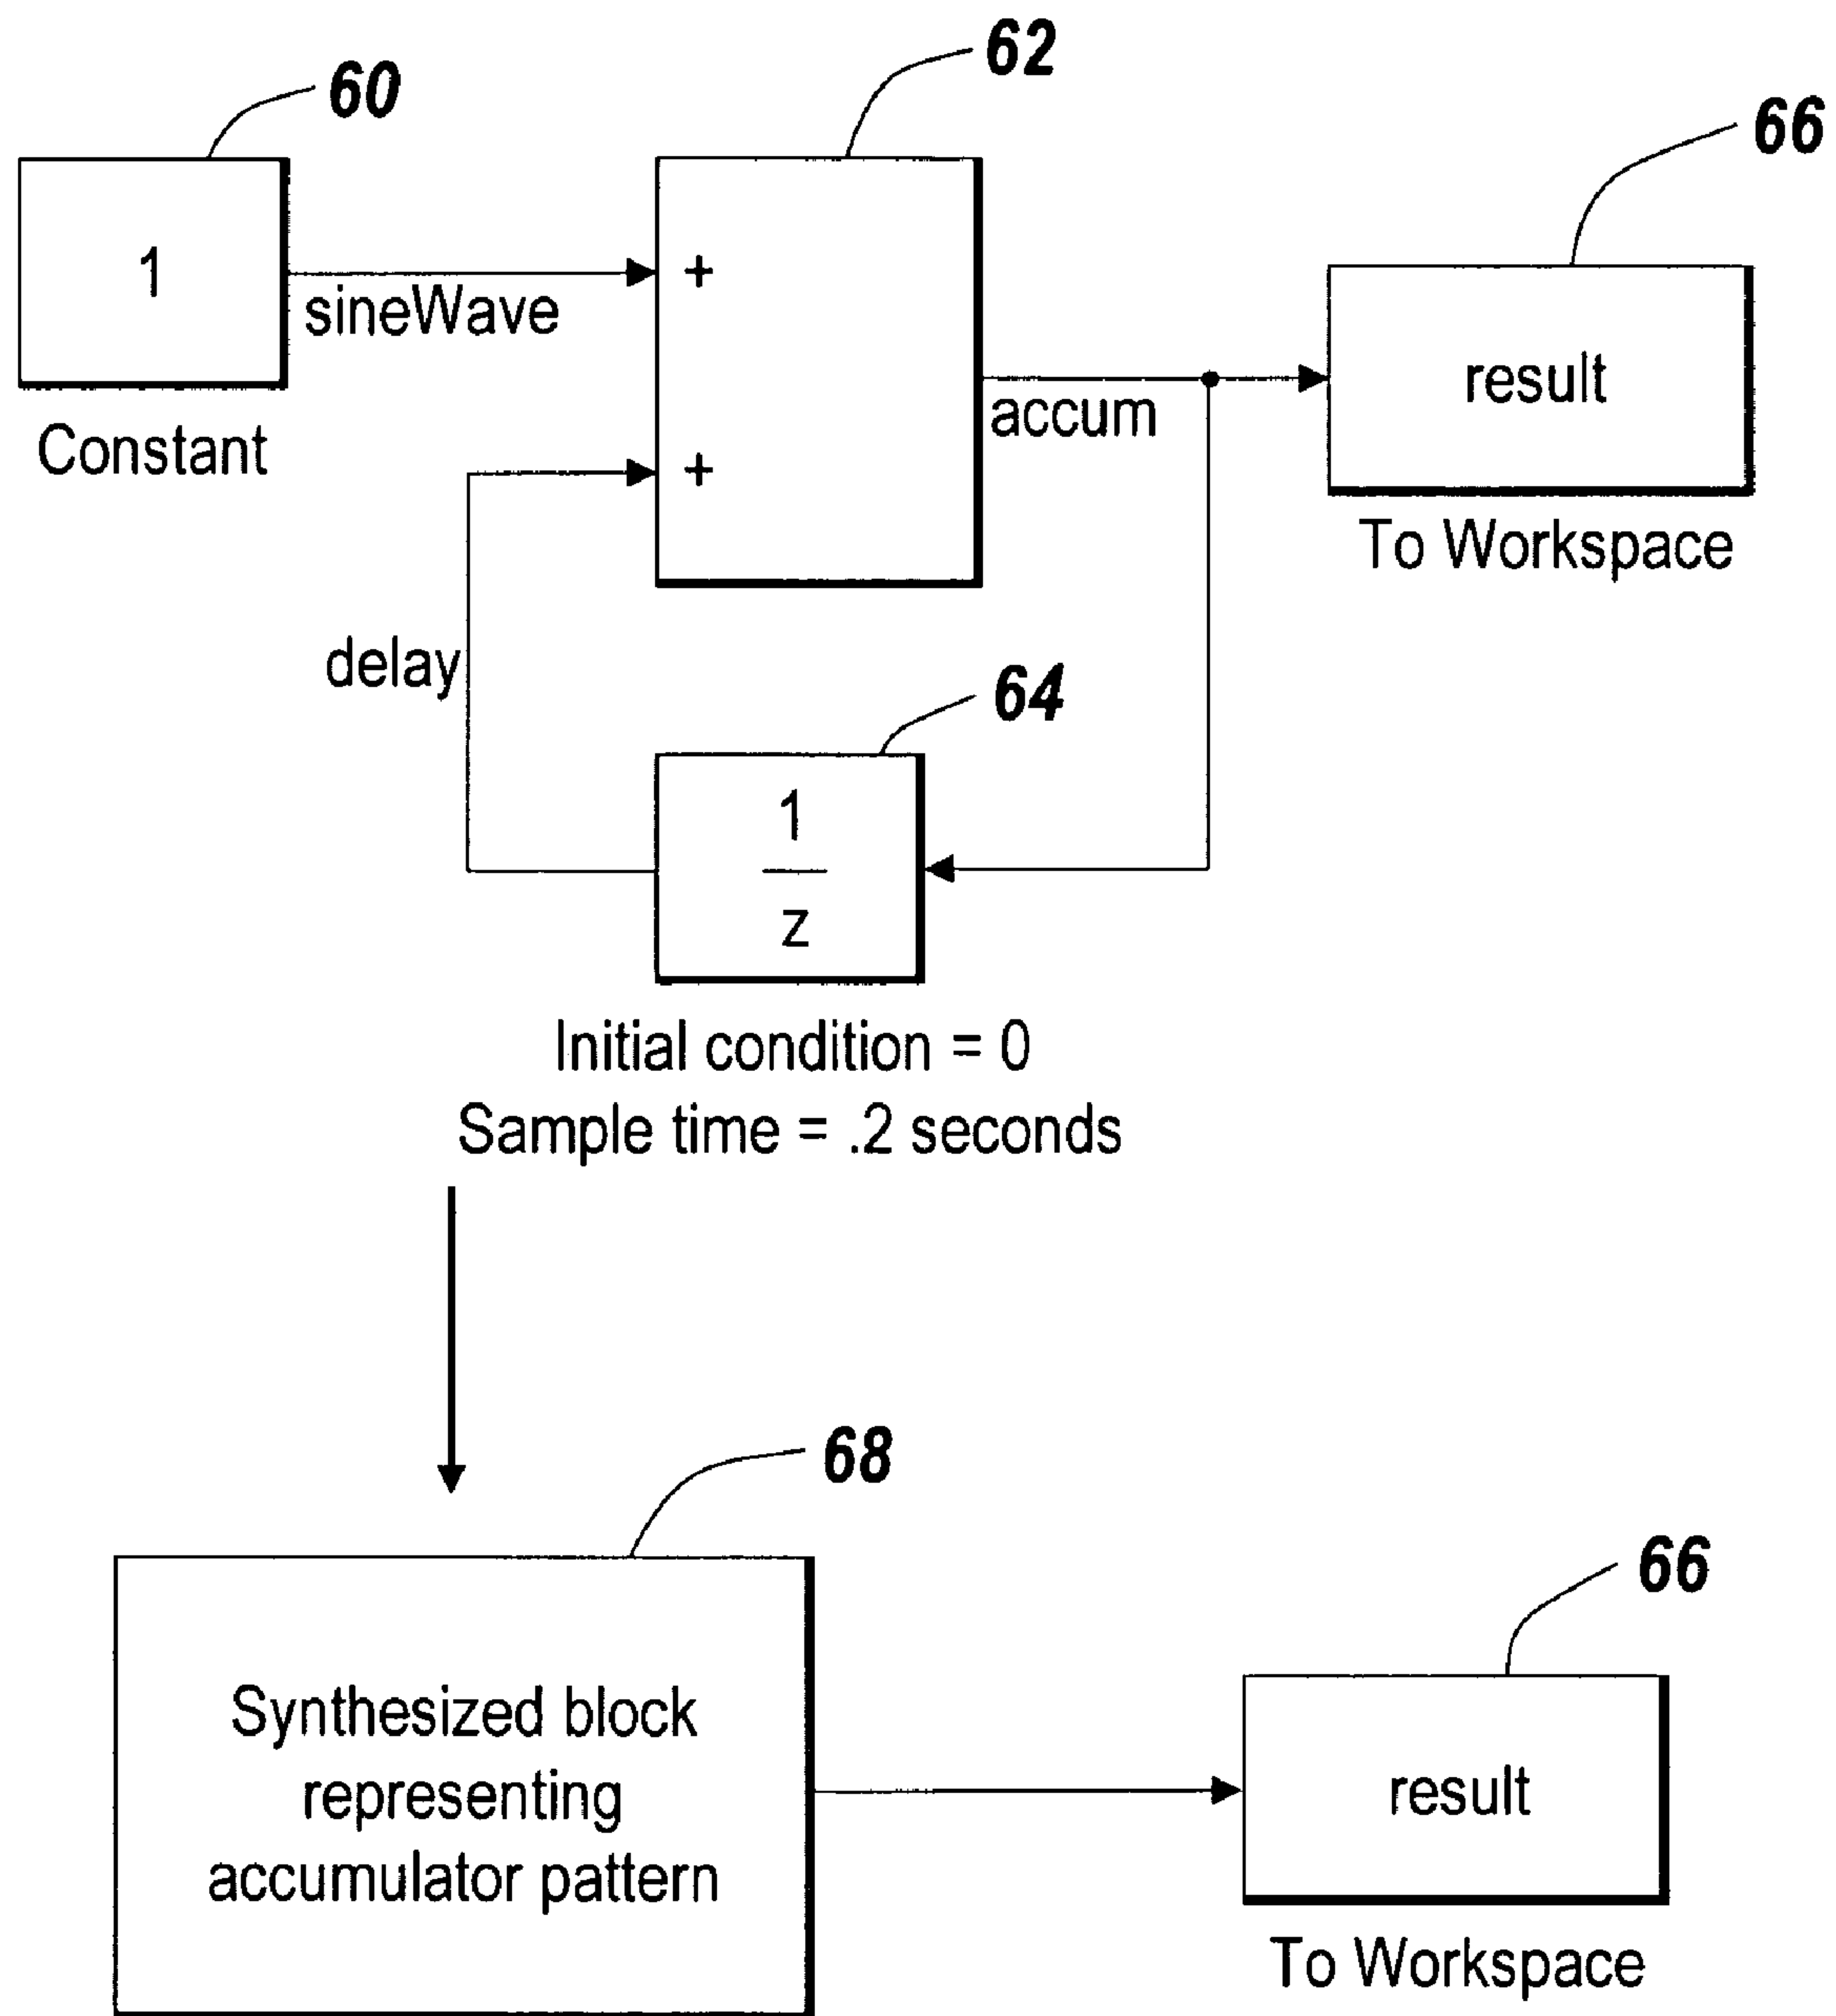 60
62
66
1
sineWave
+
+
accum
result
Constant
To Workspace
delay
64
1
z
Initial condition = 0
Sample time = .2 seconds
68
66
Synthesized block
representing
accumulator pattern
result
To Workspace